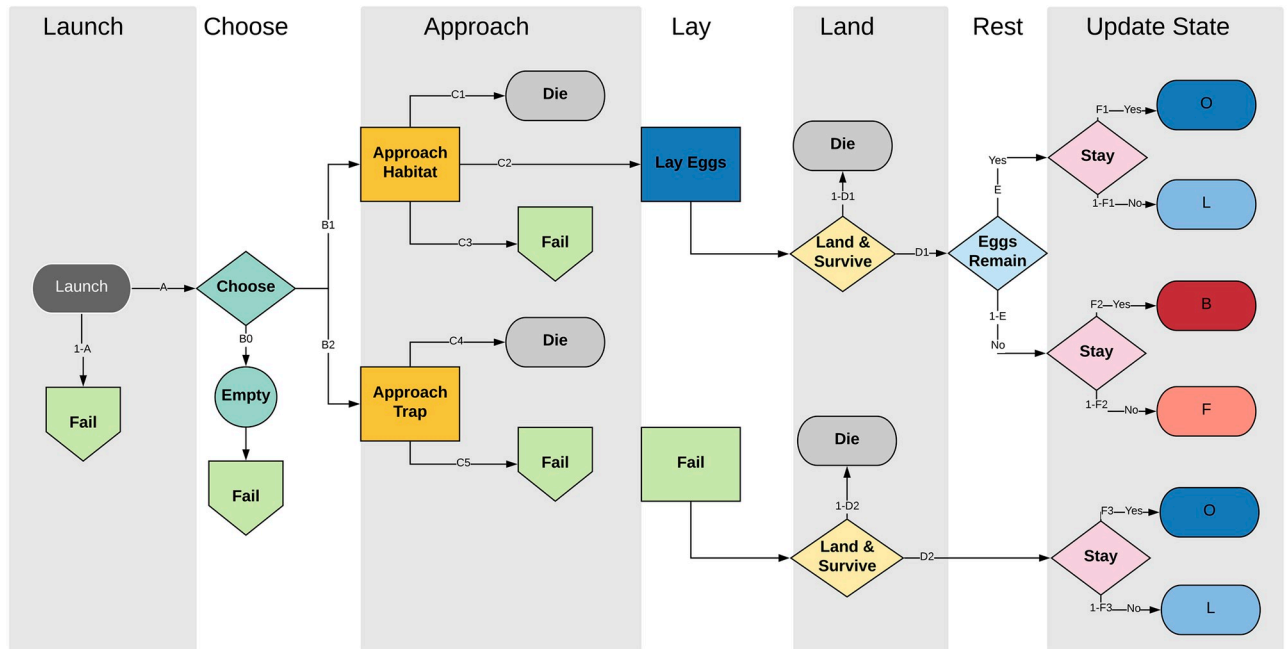 Launch
Choose
Approach
Lay
Land
Rest
Update State
Launch
A
1-A
Fail
Choose
B0
Empty
Fail
B1
B2
Approach
Habitat
C1
Die
C2
C3
Fail
Approach
Trap
C4
Die
C5
Fail
Lay Eggs
Fail
Die
1-D1
Land &
Survive
D1
Die
1-D2
Land &
Survive
D2
Eggs
Remain
Yes
E
1-E
No
Stay
F1
Yes
O
1-F1
No
L
Stay
F2
Yes
B
1-F2
No
F
Stay
F3
Yes
O
1-F3
No
L